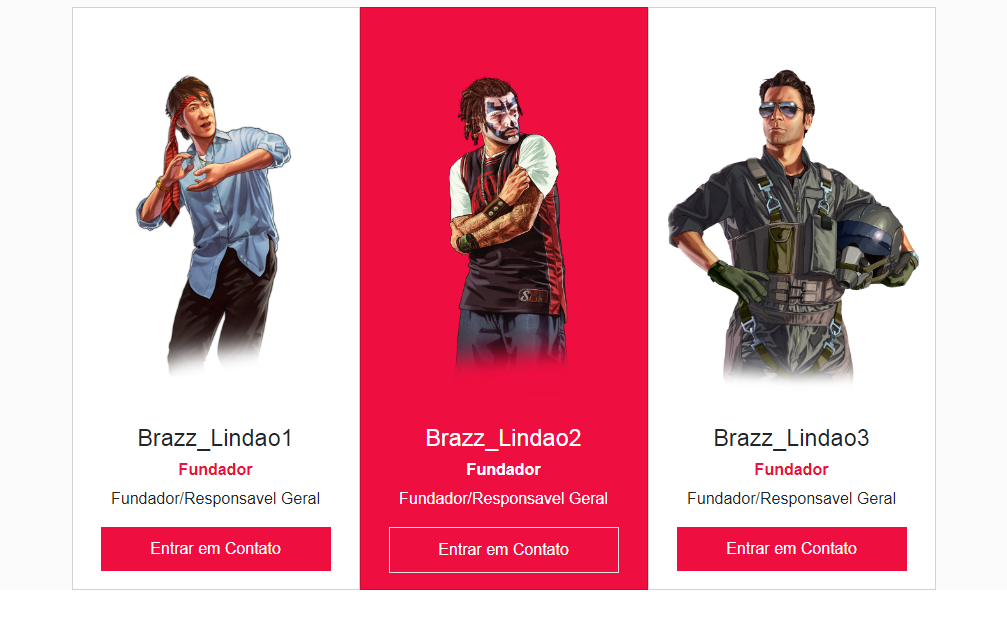 Brazz_Lindao1
Fundador
Fundador/Responsavel Geral
Entrar em Contato
Brazz_Lindao2
Fundador
Fundador/Responsavel Geral
Entrar em Contato
Brazz_Lindao3
Fundador
Fundador/Responsavel Geral
Entrar em Contato